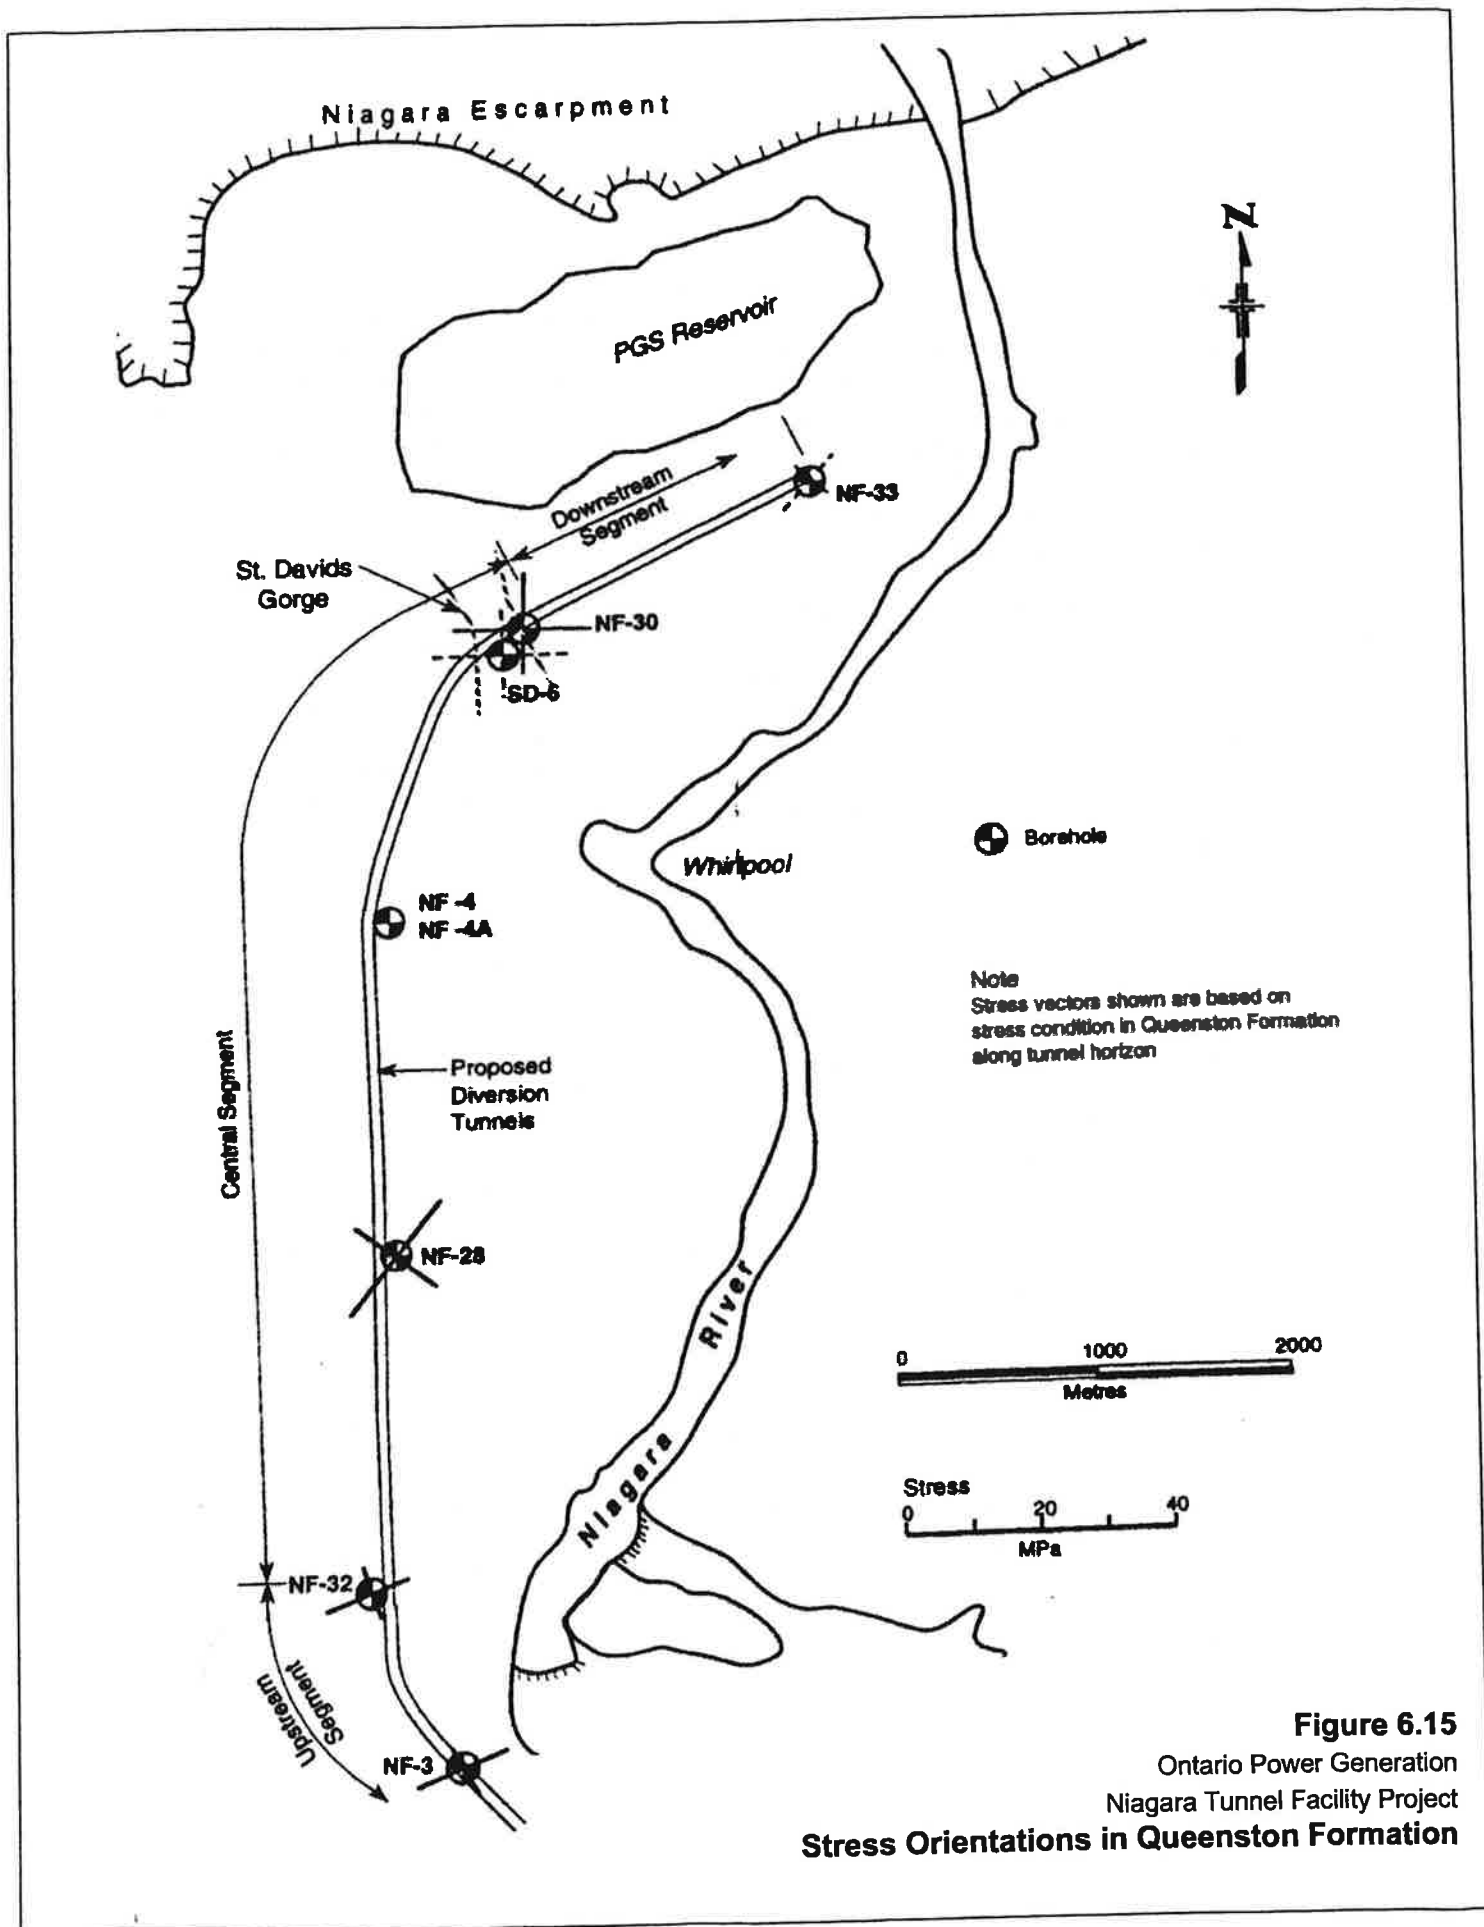 Niagara Escarpment
N
PGS Reservoir
Downstream
Segment
NF-33
St. Davids
Gorge
NF-30
SD-6
Whirlpool
Borehole
NF -4
NF -4A
Note
Stress vectors shown are based on
stress condition in Queenston Formation
along tunnel horizon
Central Segment
Proposed
Diversion
Tunnels
NF-28
Niagara River
0 1000 2000
Metres
Stress
0 20 40
MPa
NF-32
Upstream
Segment
NF-3
Figure 6.15
Ontario Power Generation
Niagara Tunnel Facility Project
Stress Orientations in Queenston Formation